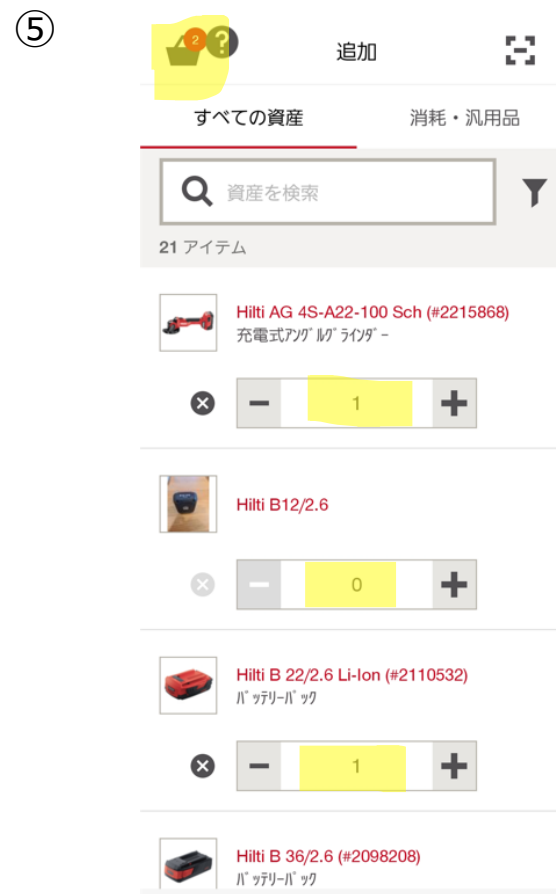 ⑤
2
?
追加
すべての資産
消耗・汎用品
資産を検索
21 アイテム
Hilti AG 4S-A22-100 Sch (#2215868)
充電式ｱﾝｸﾞﾙｸﾞﾗｲﾝﾀﾞｰ
1
Hilti B12/2.6
0
Hilti B 22/2.6 Li-Ion (#2110532)
ﾊﾞｯﾃﾘｰﾊﾟｯｸ
1
Hilti B 36/2.6 (#2098208)
ﾊﾞｯﾃﾘｰﾊﾟｯｸ